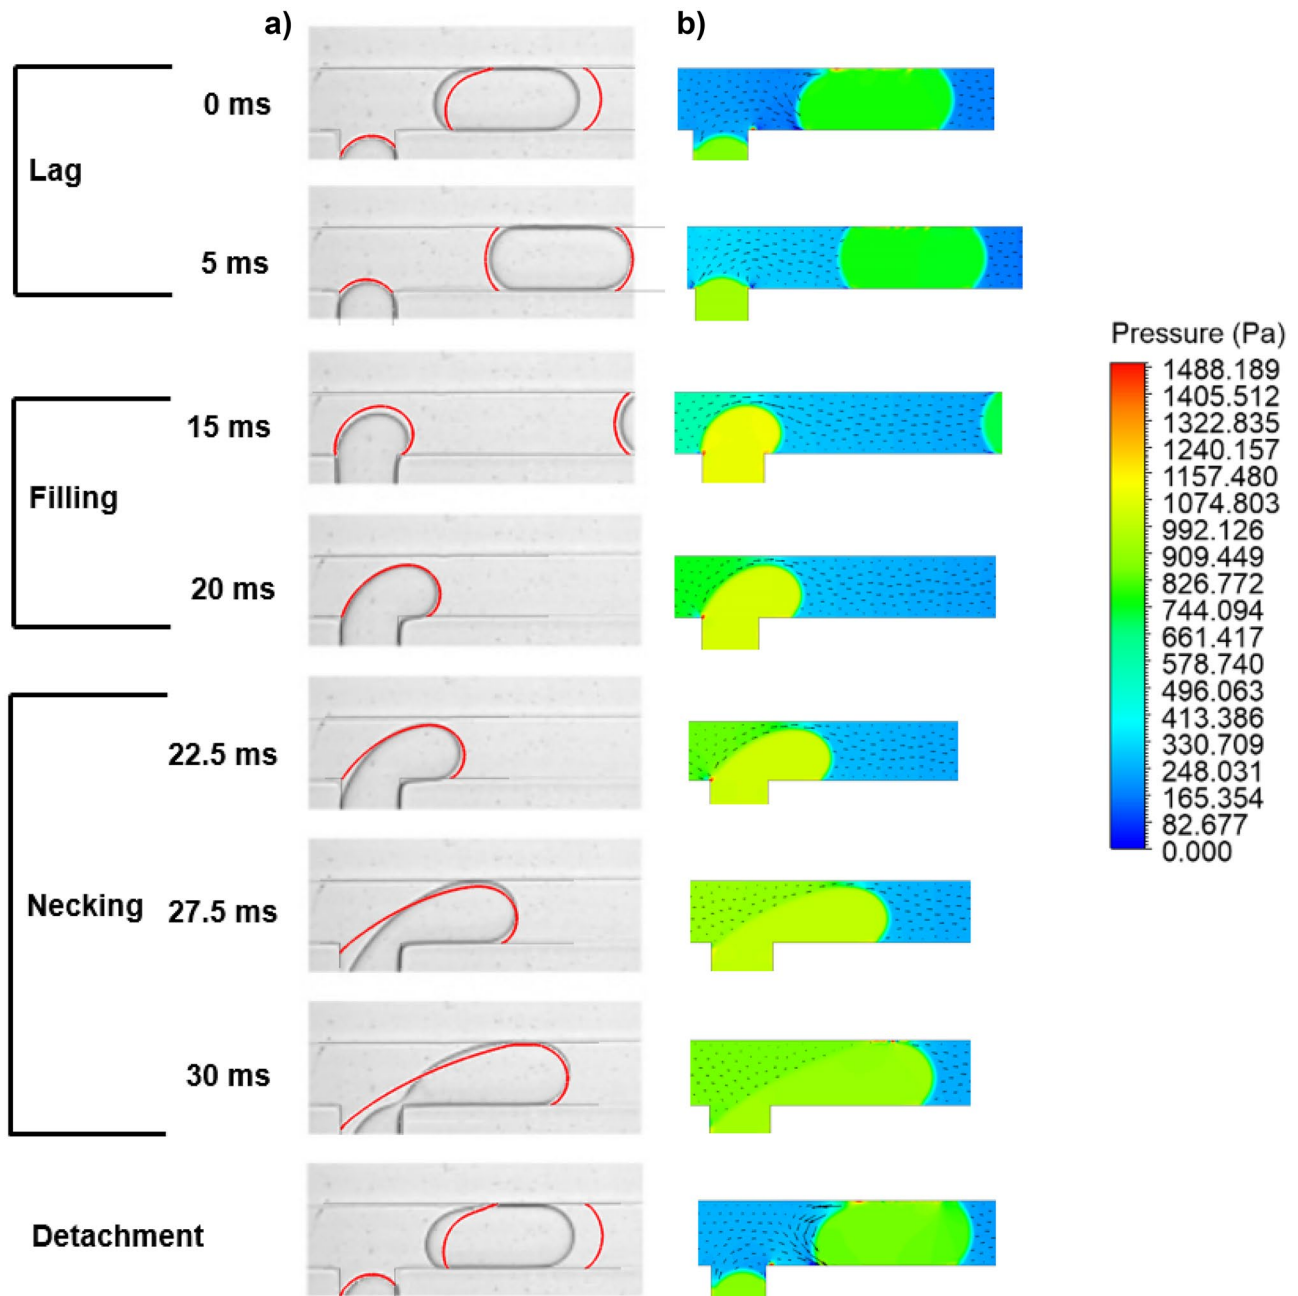 a)
b)
0 ms
Lag
5 ms
15 ms
Filling
20 ms
22.5 ms
Necking
27.5 ms
30 ms
Detachment
Pressure (Pa)
1488.189
1405.512
1322.835
1240.157
1157.480
1074.803
992.126
909.449
826.772
744.094
661.417
578.740
496.063
413.386
330.709
248.031
165.354
82.677
0.000